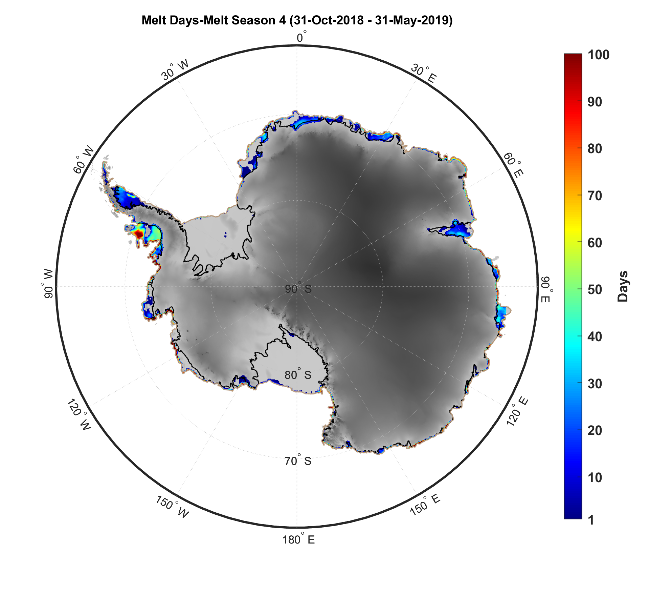 Melt Days-Melt Season 4 (31-Oct-2018 - 31-May-2019)
0°
30° W
30° E
60° W
60° E
90° W
90° S
90° E
80° S
120° W
120° E
70° S
150° W
150° E
180° E
100
90
80
70
60
50
40
30
20
10
1
Days